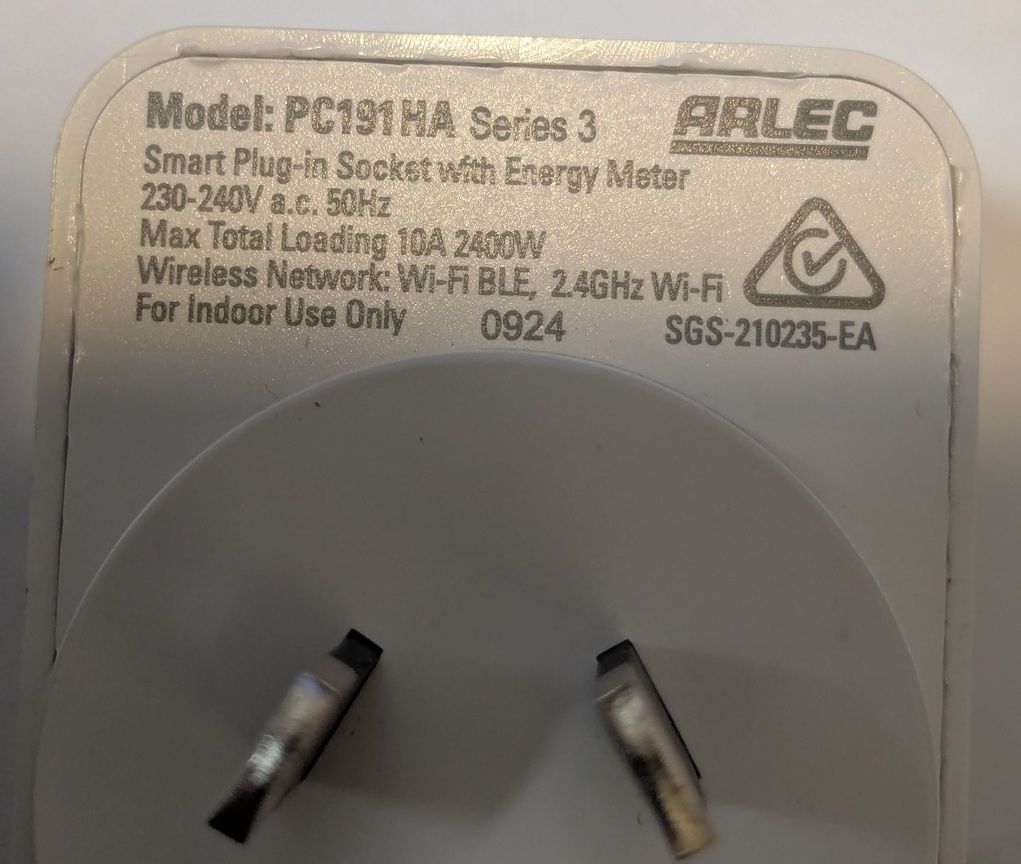 Model: PC191HA Series 3
ARLEC
Smart Plug-in Socket with Energy Meter
230-240V a.c. 50Hz
Max Total Loading 10A 2400W
Wireless Network: Wi-Fi BLE, 2.4GHz Wi-Fi
For Indoor Use Only 0924 SGS-210235-EA